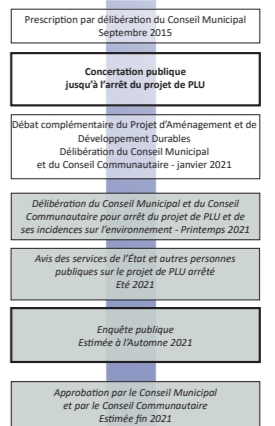 Prescription par délibération du Conseil Municipal
Septembre 2015
Concertation publique
jusqu'à l'arrêt du projet de PLU
Débat complémentaire du Projet d'Aménagement et de
Développement Durables
Délibération du Conseil Municipal
et du Conseil Communautaire - janvier 2021
Délibération du Conseil Municipal et du Conseil
Communautaire pour arrêt du projet de PLU et de
ses incidences sur l'environnement - Printemps 2021
Avis des services de l'État et autres personnes
publiques sur le projet de PLU arrêté
Eté 2021
Enquête publique
Estimée à l'Automne 2021
Approbation par le Conseil Municipal
et par le Conseil Communautaire
Estimée fin 2021